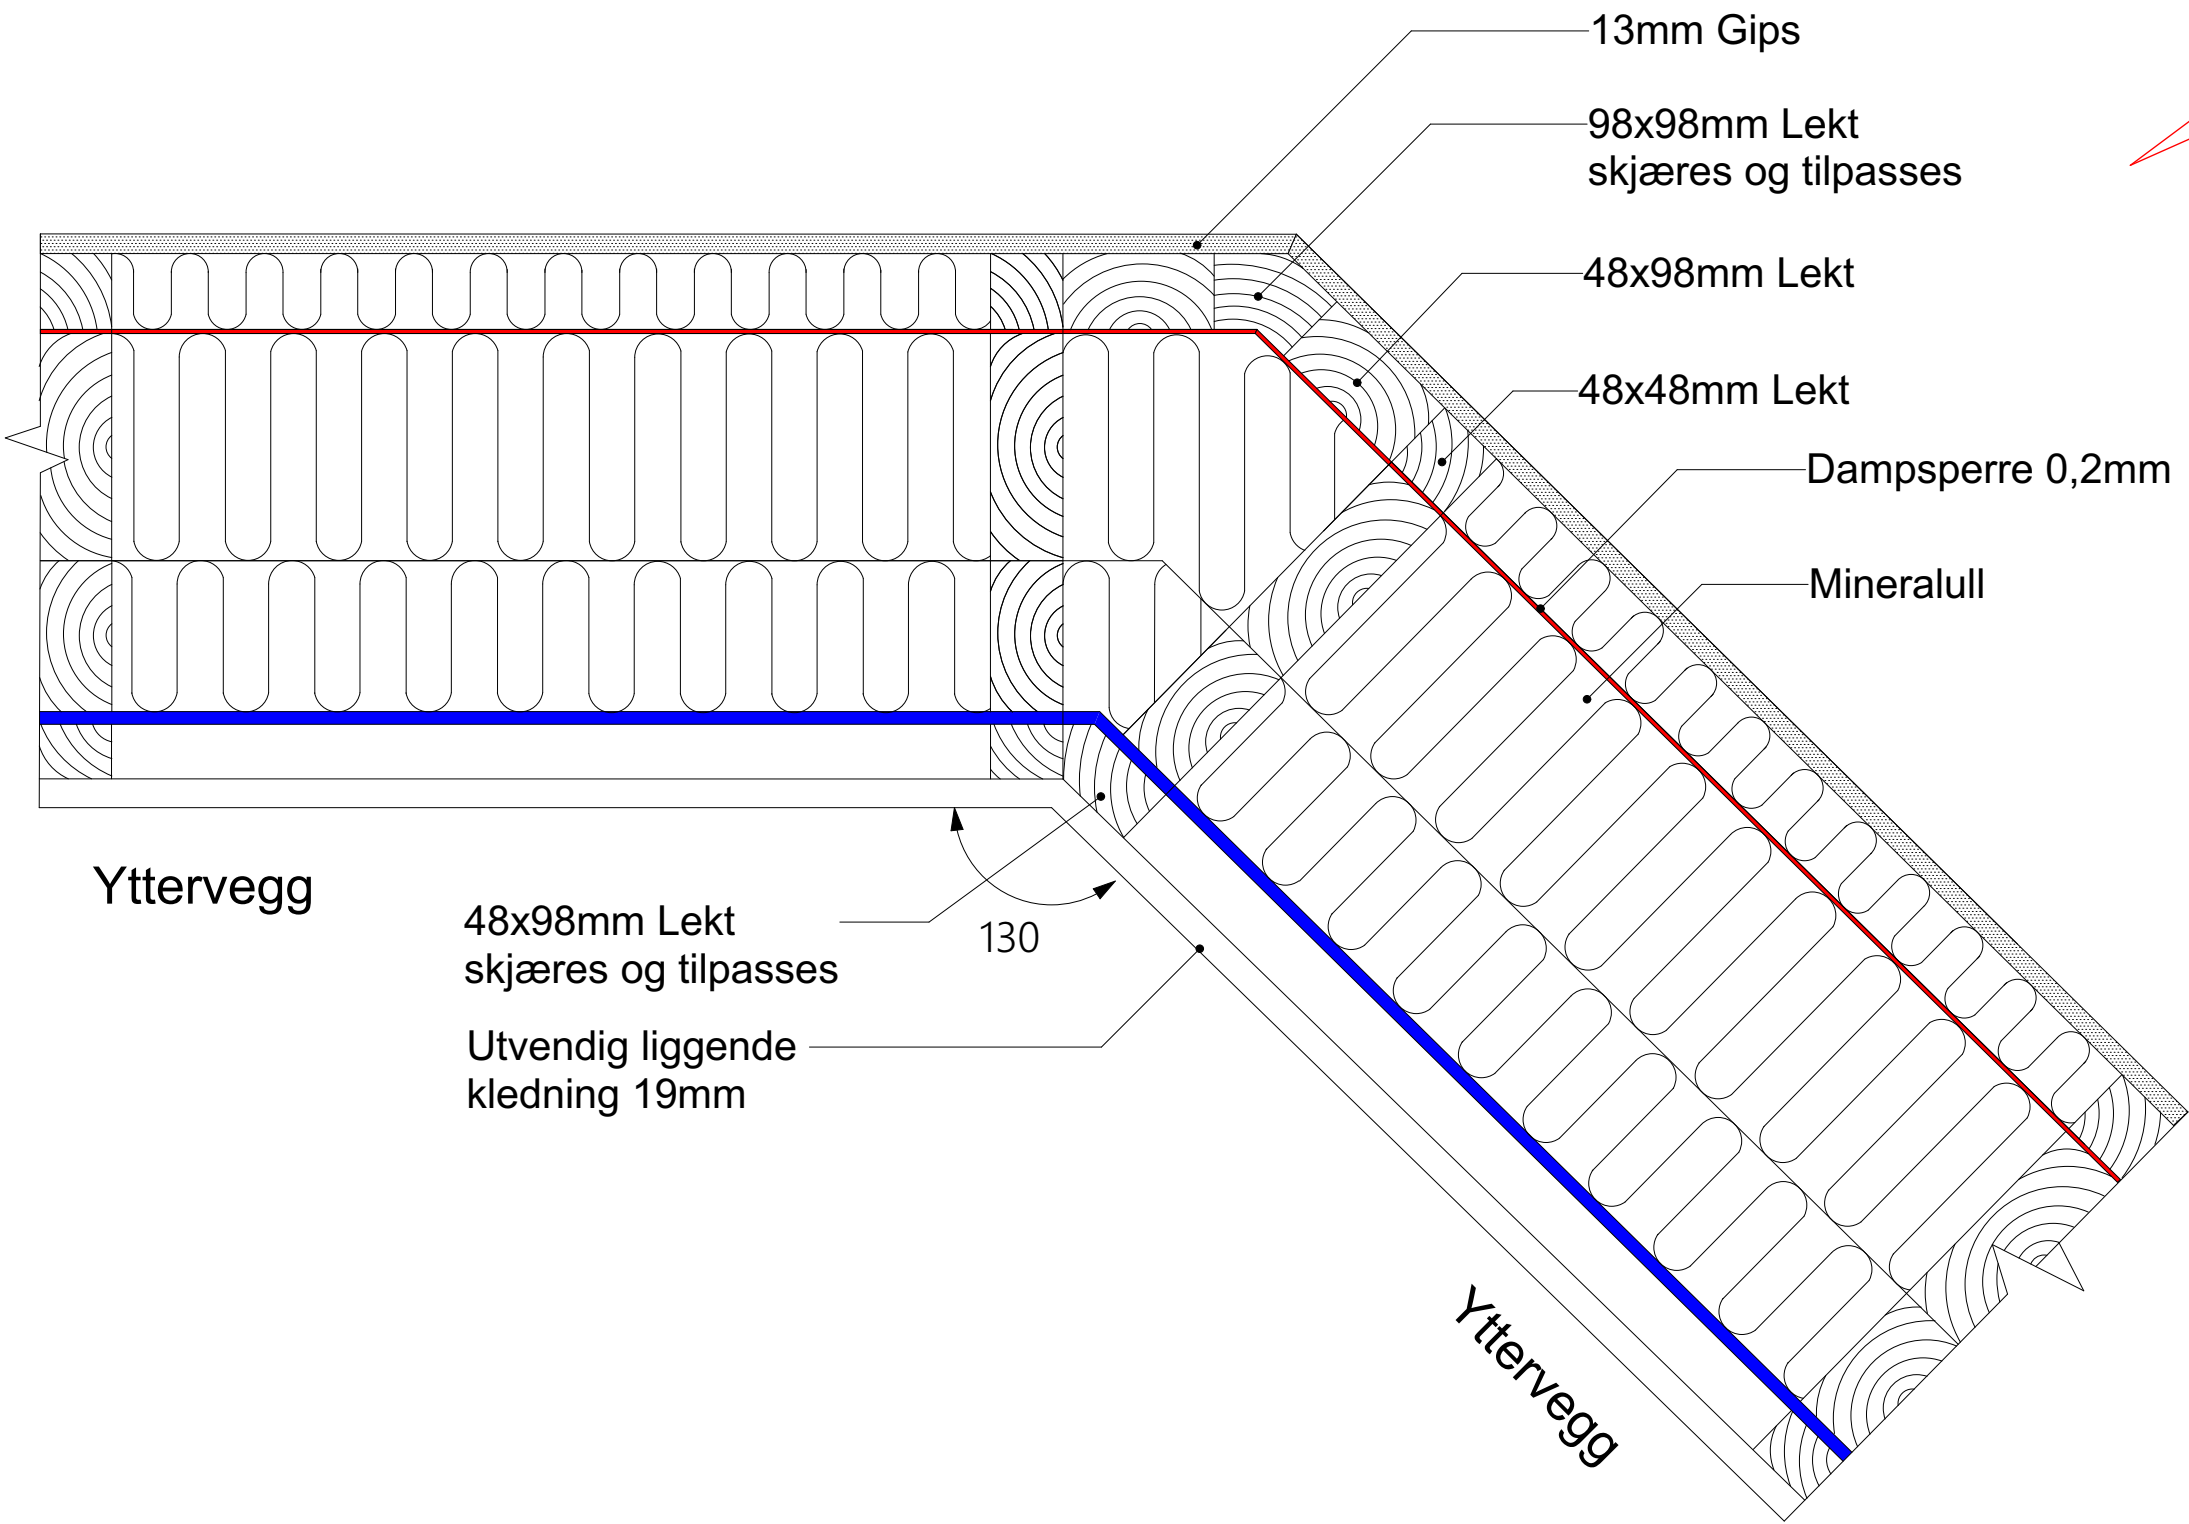 13mm Gips
98x98mm Lekt
skjæres og tilpasses
48x98mm Lekt
48x48mm Lekt
Dampsperre 0,2mm
Mineralull
Yttervegg
48x98mm Lekt
skjæres og tilpasses
130
Utvendig liggende
kledning 19mm
Yttervegg